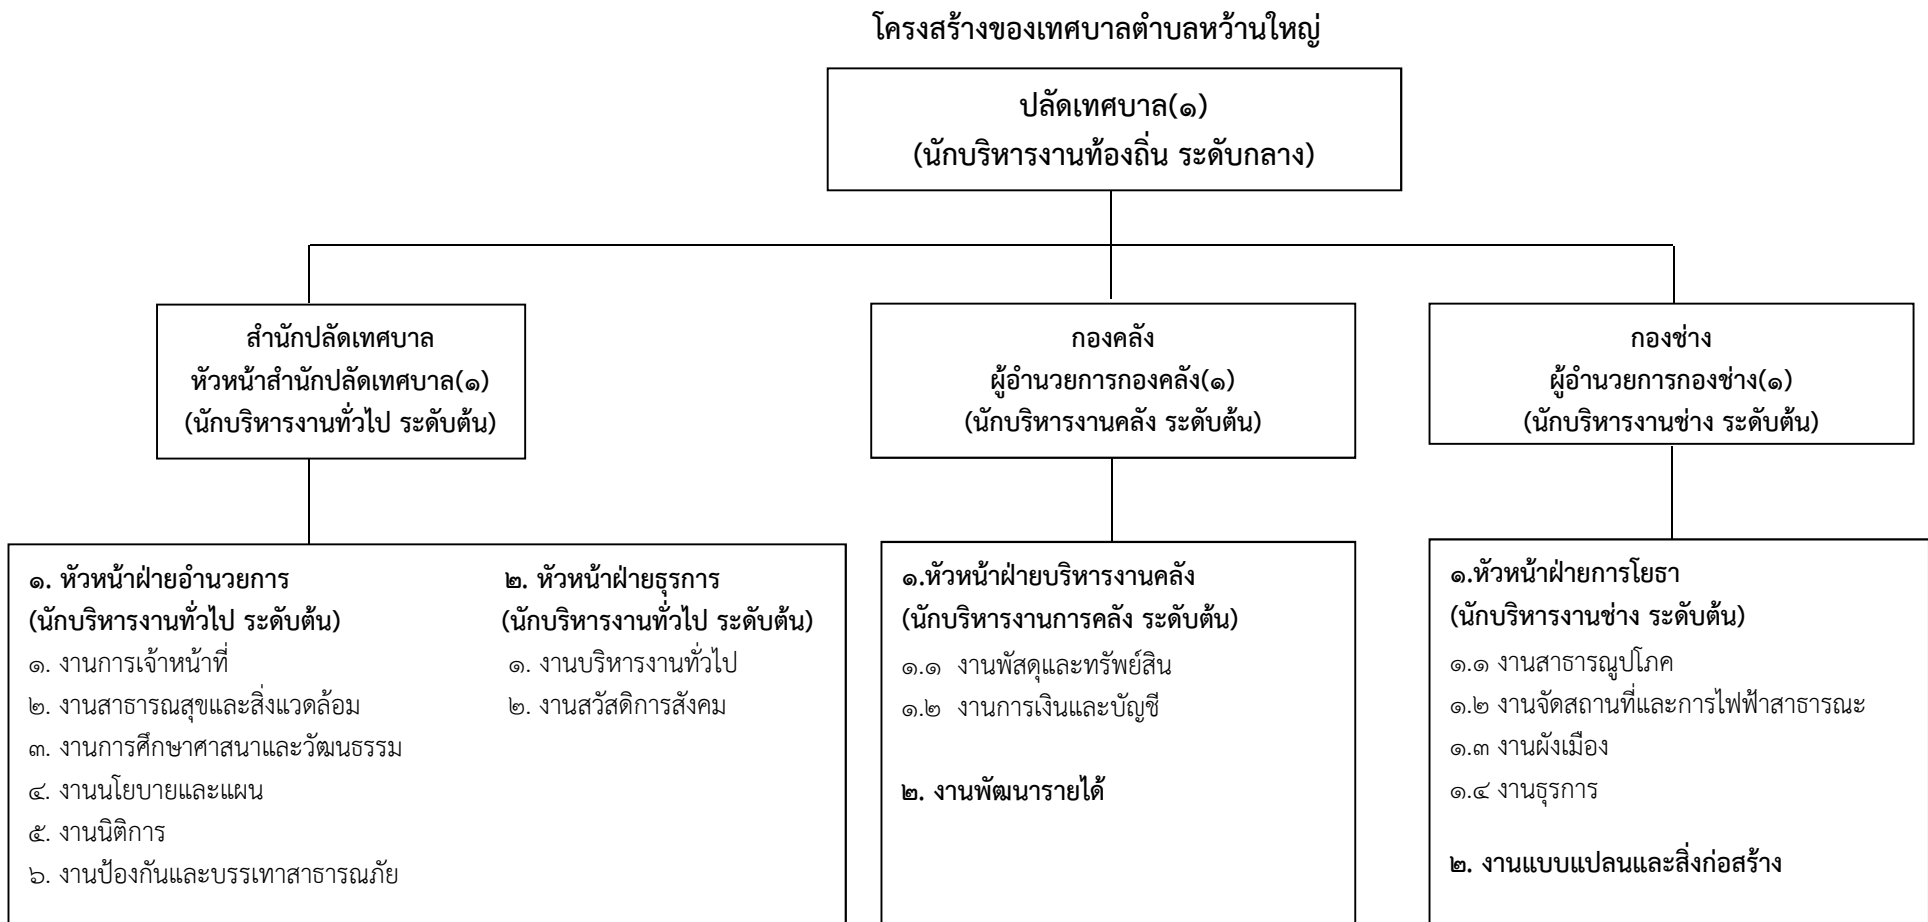 โครงสร้างของเทศบาลตำบลหว้านใหญ่
ปลัดเทศบาล(๑)
(นักบริหารงานท้องถิ่น ระดับกลาง)
สำนักปลัดเทศบาล
หัวหน้าสำนักปลัดเทศบาล(๑)
(นักบริหารงานทั่วไป ระดับต้น)
กองคลัง
ผู้อำนวยการกองคลัง(๑)
(นักบริหารงานคลัง ระดับต้น)
กองช่าง
ผู้อำนวยการกองช่าง(๑)
(นักบริหารงานช่าง ระดับต้น)
๑. หัวหน้าฝ่ายอำนวยการ
(นักบริหารงานทั่วไป ระดับต้น)
๑. งานการเจ้าหน้าที่
๒. งานสาธารณสุขและสิ่งแวดล้อม
๓. งานการศึกษาศาสนาและวัฒนธรรม
๔. งานนโยบายและแผน
๕. งานนิติการ
๖. งานป้องกันและบรรเทาสาธารณภัย
๒. หัวหน้าฝ่ายธุรการ
(นักบริหารงานทั่วไป ระดับต้น)
๑. งานบริหารงานทั่วไป
๒. งานสวัสดิการสังคม
๑.หัวหน้าฝ่ายบริหารงานคลัง
(นักบริหารงานการคลัง ระดับต้น)
๑.๑ งานพัสดุและทรัพย์สิน
๑.๒ งานการเงินและบัญชี
๒. งานพัฒนารายได้
๑.หัวหน้าฝ่ายการโยธา
(นักบริหารงานช่าง ระดับต้น)
๑.๑ งานสาธารณูปโภค
๑.๒ งานจัดสถานที่และการไฟฟ้าสาธารณะ
๑.๓ งานผังเมือง
๑.๔ งานธุรการ
๒. งานแบบแปลนและสิ่งก่อสร้าง